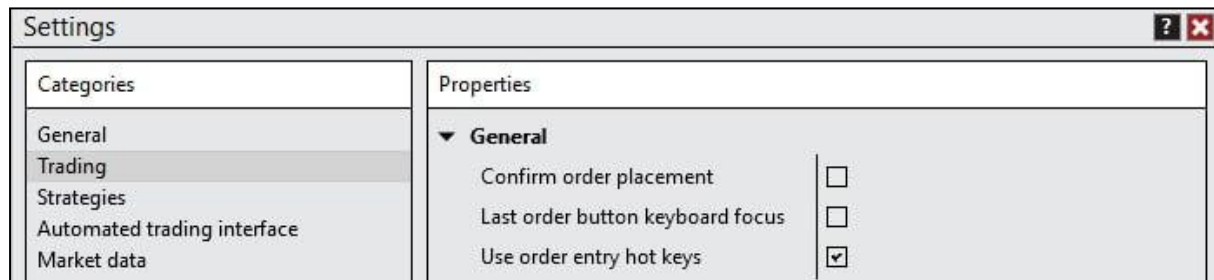 Settings
?
Categories
General
Trading
Strategies
Automated trading interface
Market data
Properties
General
Confirm order placement
Last order button keyboard focus
Use order entry hot keys